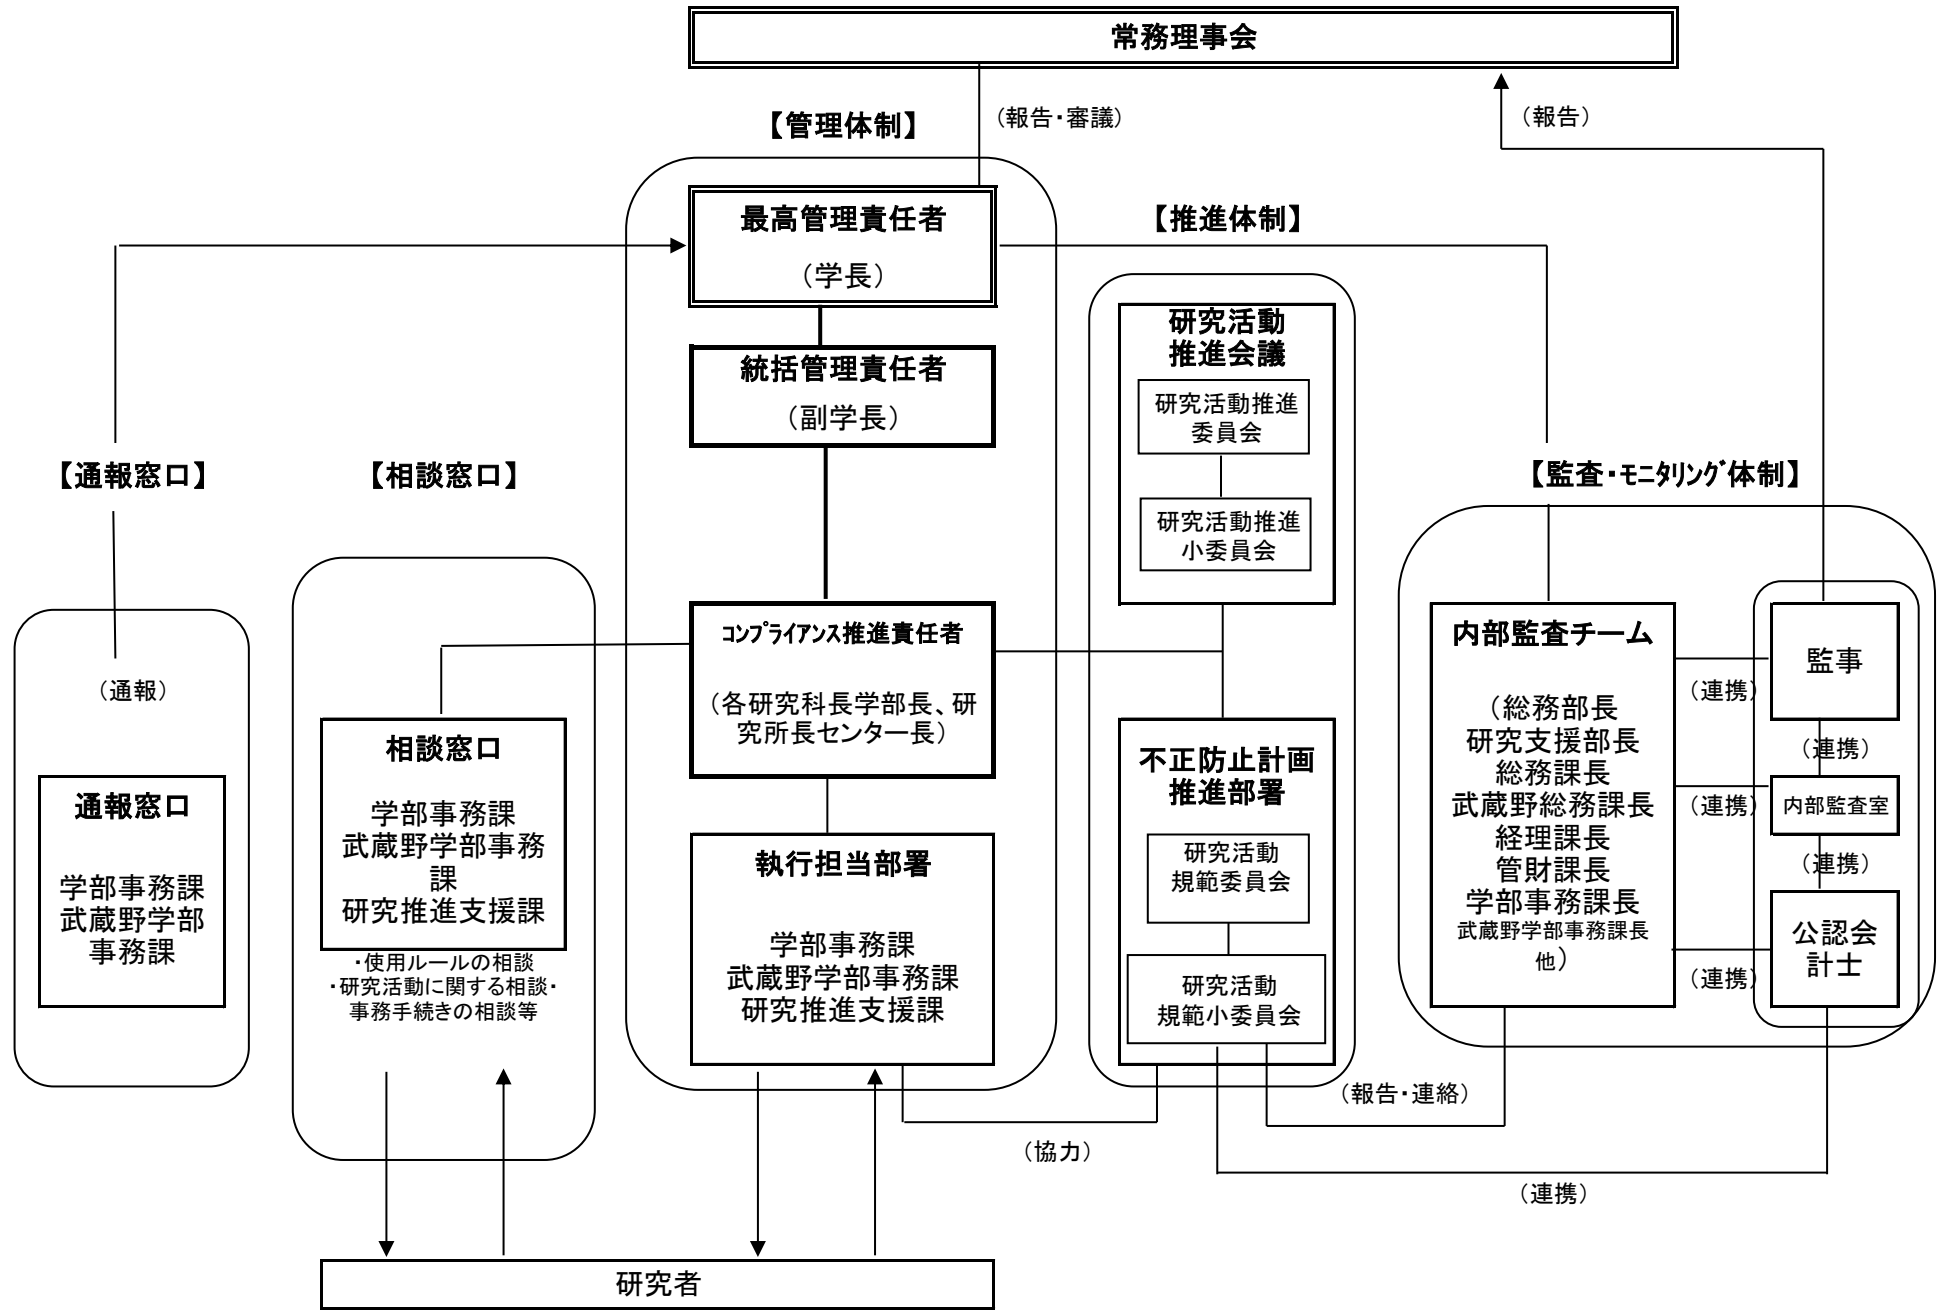 常務理事会
（報告・審議）
（報告）
【管理体制】
最高管理責任者
（学長）
【推進体制】
統括管理責任者
（副学長）
研究活動
推進会議
研究活動推進
委員会
研究活動推進
小委員会
【通報窓口】
【相談窓口】
【監査・ﾓﾆﾀﾘﾝｸﾞ体制】
（通報）
通報窓口
学部事務課
武蔵野学部
事務課
相談窓口
学部事務課
武蔵野学部事務
課
研究推進支援課
・使用ルールの相談
・研究活動に関する相談・
事務手続きの相談等
ｺﾝﾌﾟﾗｲｱﾝｽ推進責任者
（各研究科長学部長、研
究所長センター長）
執行担当部署
学部事務課
武蔵野学部事務課
研究推進支援課
不正防止計画
推進部署
研究活動
規範委員会
研究活動
規範小委員会
内部監査チーム
（総務部長
研究支援部長
総務課長
武蔵野総務課長
経理課長
管財課長
学部事務課長
武蔵野学部事務課長
他）
（連携）
（連携）
（連携）
監事
（連携）
内部監査室
（連携）
公認会
計士
（報告・連絡）
（協力）
（連携）
研究者